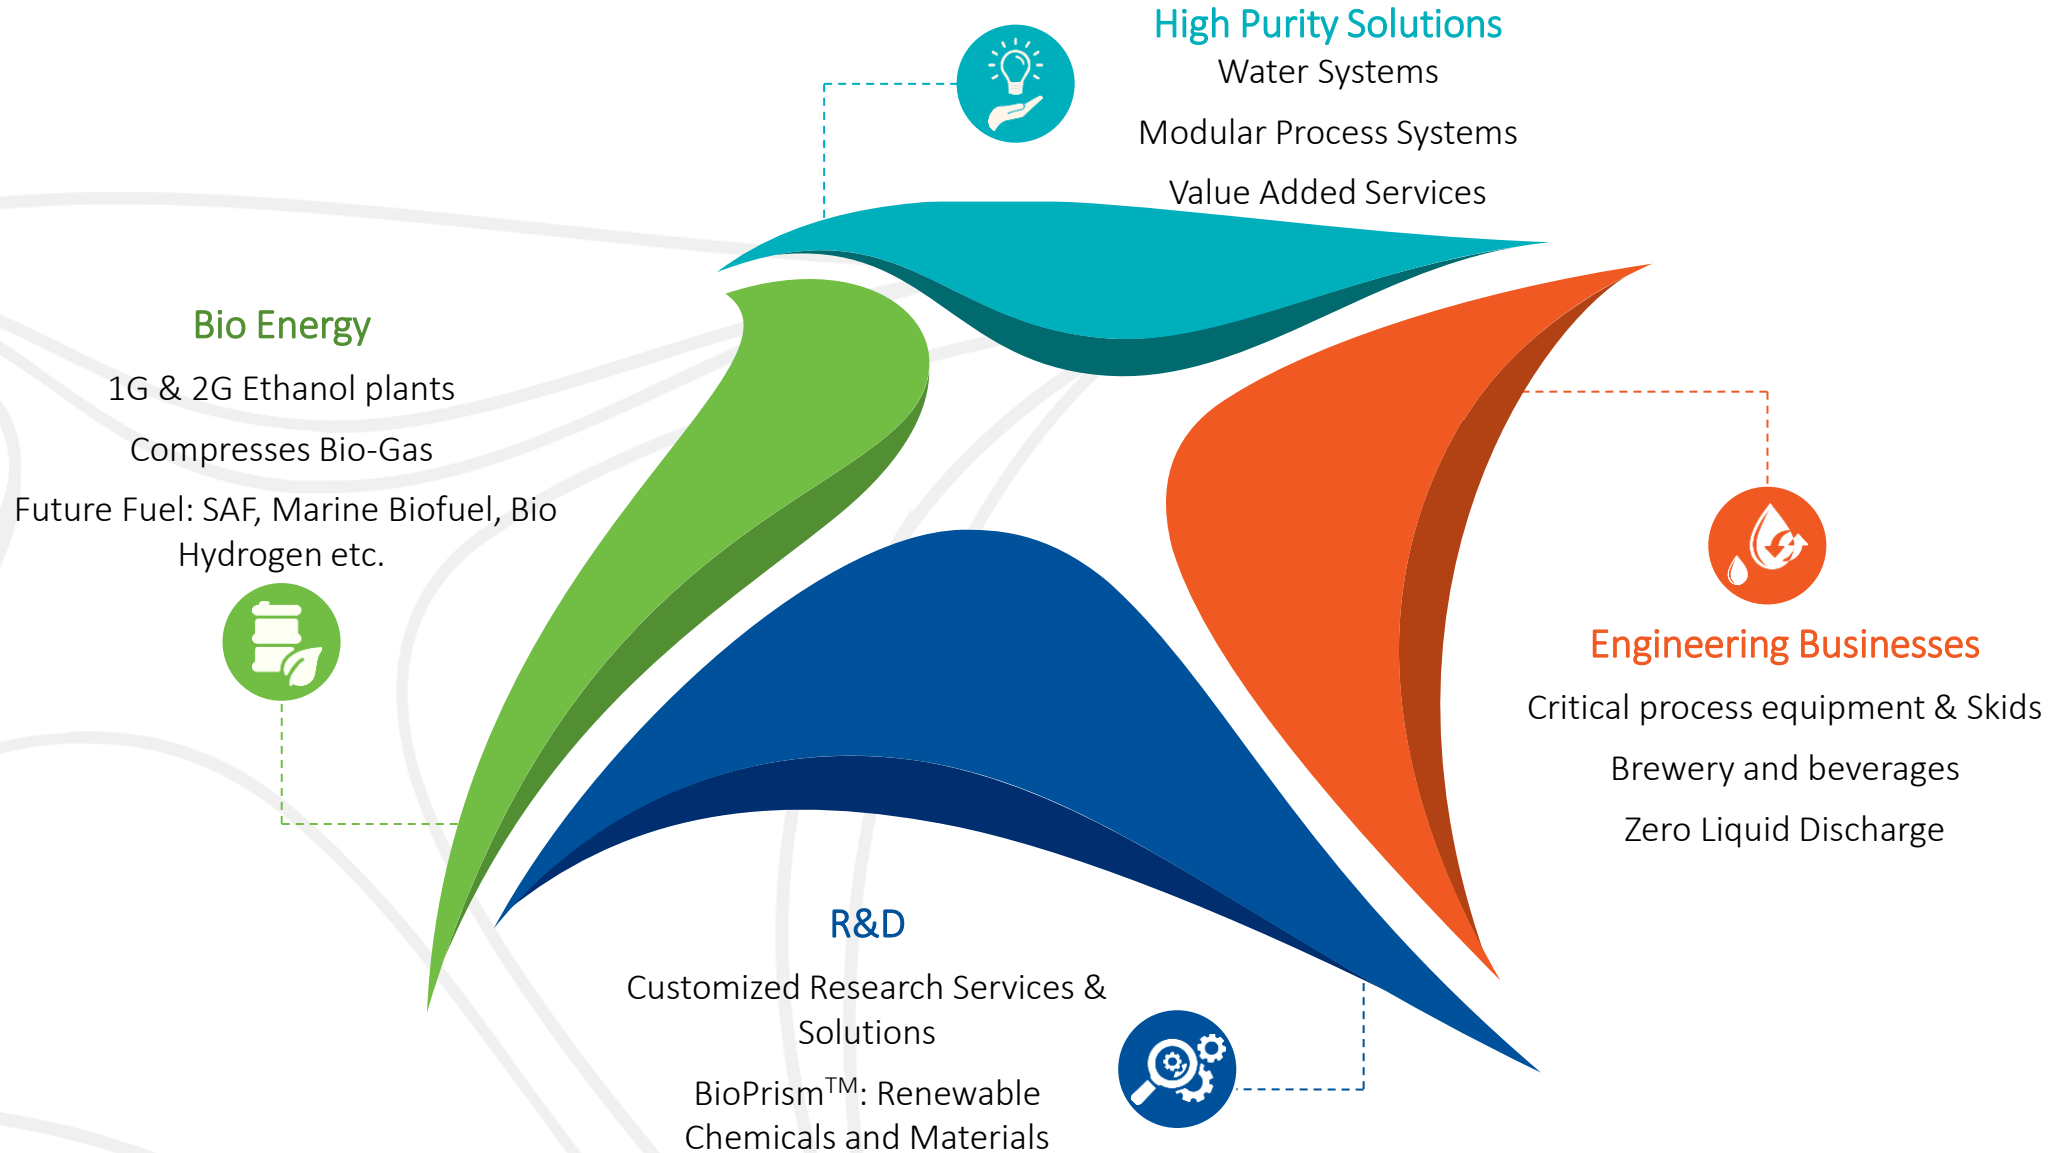 High Purity Solutions
Water Systems
Modular Process Systems
Value Added Services
Bio Energy
1G & 2G Ethanol plants
Compresses Bio-Gas
Future Fuel: SAF, Marine Biofuel, Bio
Hydrogen etc.
Engineering Businesses
Critical process equipment & Skids
Brewery and beverages
Zero Liquid Discharge
R&D
Customized Research Services &
Solutions
BioPrism™: Renewable
Chemicals and Materials